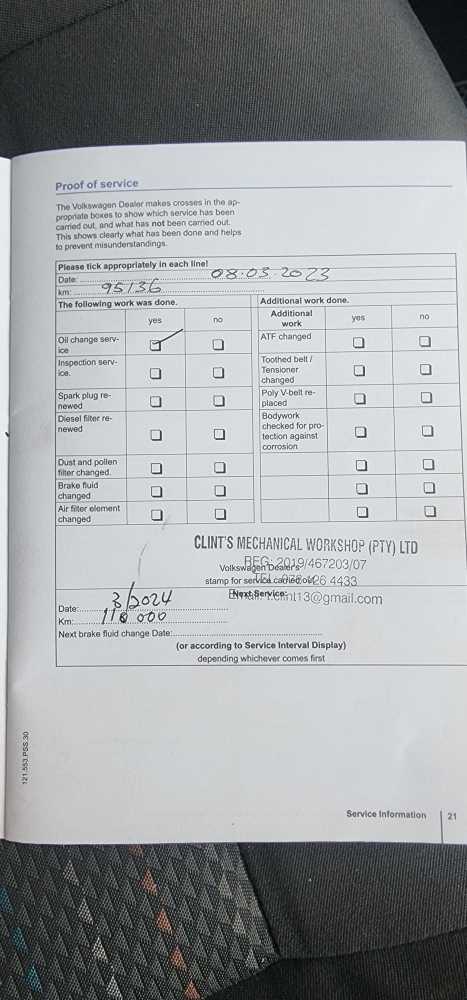 Proof of service
The Volkswagen Dealer makes crosses in the ap-
propriate boxes to show which service has been
carried out, and what has not been carried out.
This shows clearly what has been done and helps
to prevent misunderstandings.
Please tick appropriately in each line!
Date: 08.03.2023
km: 95136
The following work was done.
yes
no
Oil change serv-
ice
Inspection serv-
ice.
Spark plug re-
newed
Diesel filter re-
newed
Dust and pollen
filter changed.
Brake fluid
changed
Air filter element
changed
Additional work done.
Additional
work
yes
no
ATF changed
Toothed belt /
Tensioner
changed
Poly V-belt re-
placed
Bodywork
checked for pro-
tection against
corrosion
CLINT'S MECHANICAL WORKSHOP (PTY) LTD
REG: 2019/467203/07
Volkswagen Dealer's
stamp for service carried out
4433
Next Service:
@gmail.com
Date: 3/2024
Km: 110 000
Next brake fluid change Date:
(or according to Service Interval Display)
depending whichever comes first
121.553.PSS.30
Service Information
21